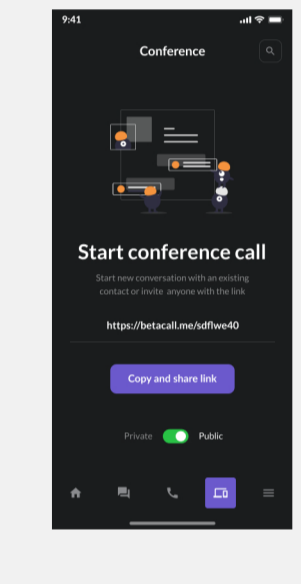 9:41
Conference
Start conference call
Start new conversation with an existing
contact or invite anyone with the link
https://betacall.me/sdflwe40
Copy and share link
Private Public